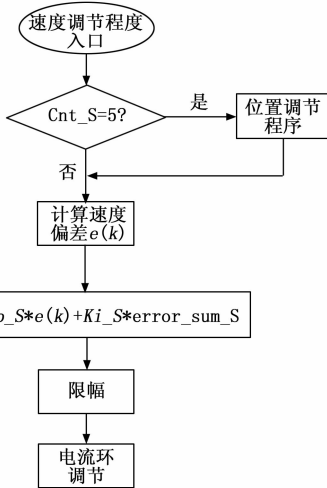 速度调节程度
入口
Cnt_S=5?
是
位置调节
程序
否
计算速度
偏差e(k)
_S*e(k)+Ki_S*error_sum_S
限幅
电流环
调节